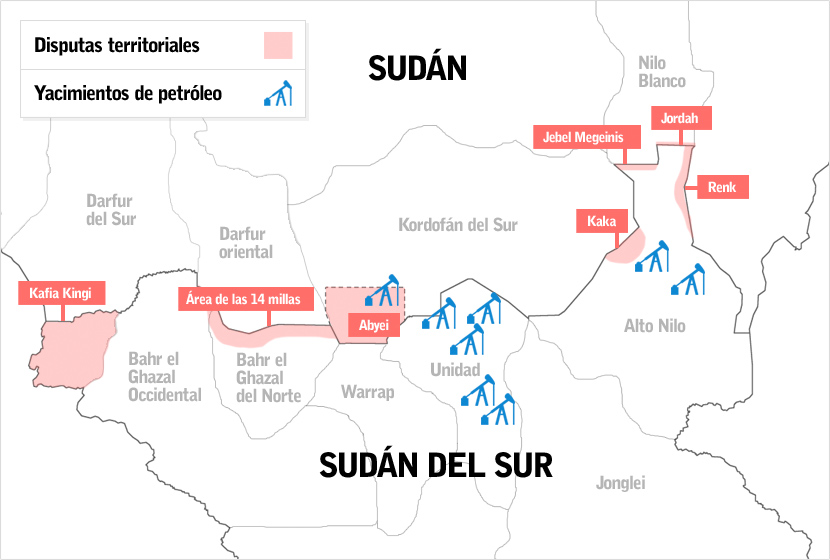 Disputas territoriales
Yacimientos de petróleo
SUDÁN
Nilo
Blanco
Jordah
Jebel Megeinis
Renk
Darfur
del Sur
Darfur
oriental
Kordofán del Sur
Kaka
Kafia Kingi
Área de las 14 millas
Abyei
Alto Nilo
Bahr el
Ghazal
Occidental
Bahr el
Ghazal
del Norte
Warrap
Unidad
SUDÁN DEL SUR
Jonglei